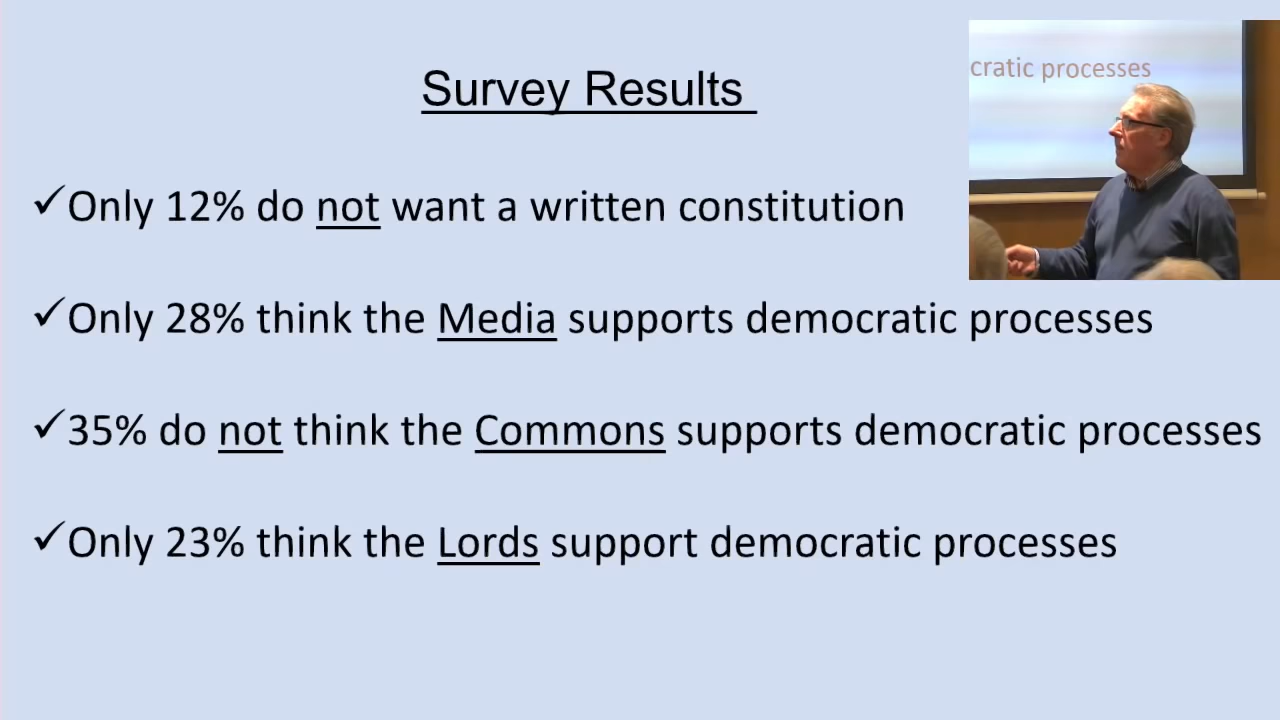 Survey Results
✓Only 12% do not want a written constitution
✓Only 28% think the Media supports democratic processes
✓35% do not think the Commons supports democratic processes
✓Only 23% think the Lords support democratic processes
cratic processes